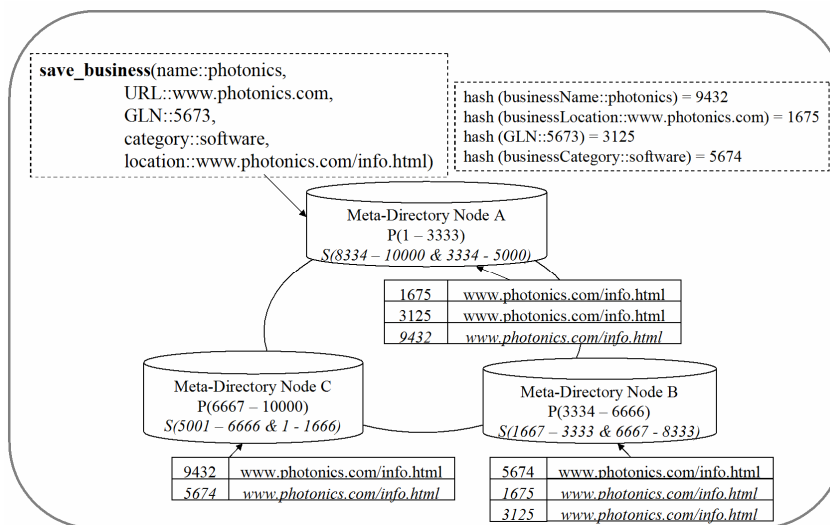 save_business(name::photonics,
URL::www.photonics.com,
GLN::5673,
category::software,
location::www.photonics.com/info.html)
hash (businessName::photonics) = 9432
hash (businessLocation::www.photonics.com) = 1675
hash (GLN::5673) = 3125
hash (businessCategory::software) = 5674
Meta-Directory Node A
P(1 – 3333)
S(8334 – 10000 & 3334 - 5000)
1675 www.photonics.com/info.html
3125 www.photonics.com/info.html
9432 www.photonics.com/info.html
Meta-Directory Node C
P(6667 – 10000)
S(5001 – 6666 & 1 - 1666)
9432 www.photonics.com/info.html
5674 www.photonics.com/info.html
Meta-Directory Node B
P(3334 – 6666)
S(1667 – 3333 & 6667 - 8333)
5674 www.photonics.com/info.html
1675 www.photonics.com/info.html
3125 www.photonics.com/info.html